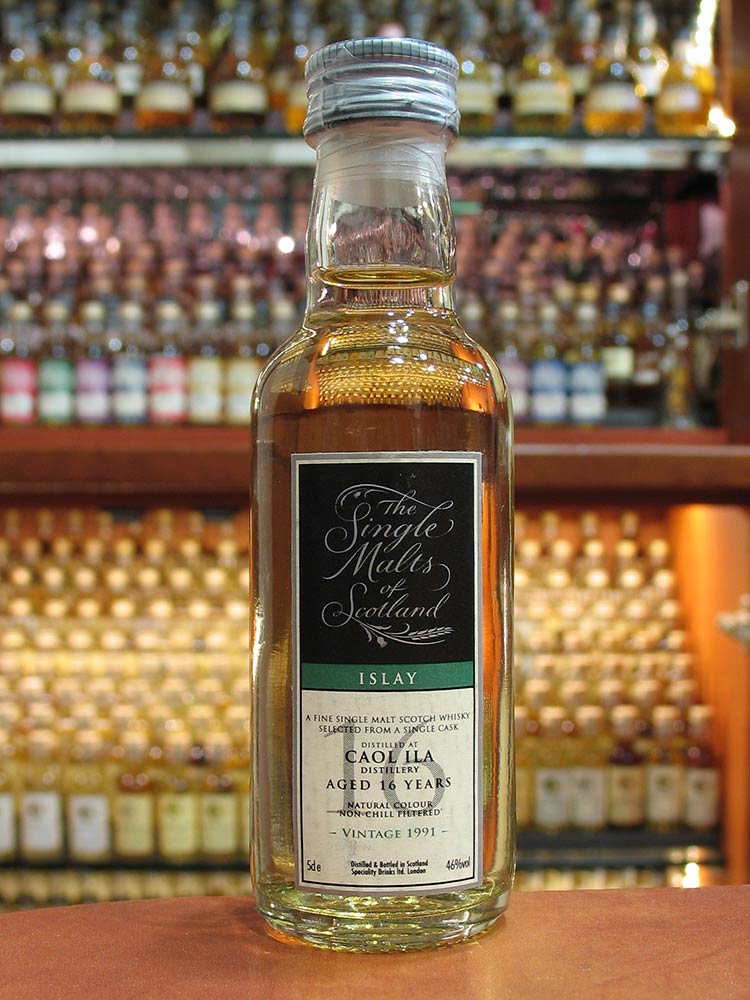 The
Single
Malts
of
Scotland
ISLAY
A FINE SINGLE MALT SCOTCH WHISKY
SELECTED FROM A SINGLE CASK
16
DISTILLED AT
CAOL ILA
DISTILLERY
AGED 16 YEARS
NATURAL COLOUR
NON-CHILL FILTERED
- VINTAGE 1991 -
5cl e Distilled & Bottled in Scotland 46%vol
Speciality Drinks ltd. London